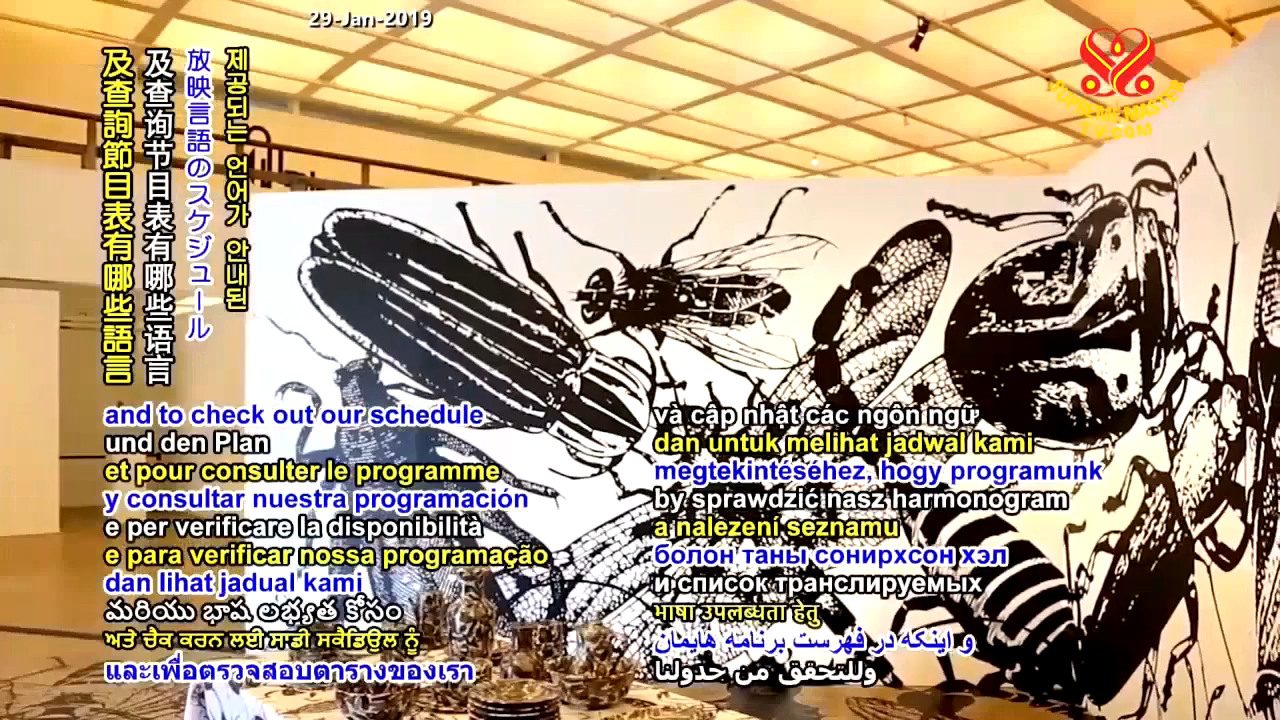 29-Jan-2019
SUPREME MASTER
TV.COM
제공되는 언어가 안내된
放映言語のスケジュール
及查询节目表有哪些语言
及查詢節目表有哪些語言
and to check out our schedule
und den Plan
et pour consulter le programme
y consultar nuestra programación
e per verificare la disponibilità
e para verificar nossa programação
dan lihat jadual kami
మరియు భాష లభ్యత కోసం
ਅਤੇ ਚੈਕ ਕਰਨ ਲਈ ਸਾਡੀ ਸਕੈਡਿਉਲ ਨੂੰ
และเพื่อตรวจสอบตารางของเรา
và cập nhật các ngôn ngữ
dan untuk melihat jadwal kami
megtekintéséhez, hogy programunk
by sprawdzić nasz harmonogram
a nalezení seznamu
болон таны сонирхсон хэл
и список транслируемых
भाषा उपलब्धता हेतु
و اینکه در فهرست برنامه هایمان
وللتحقق من جدولنا